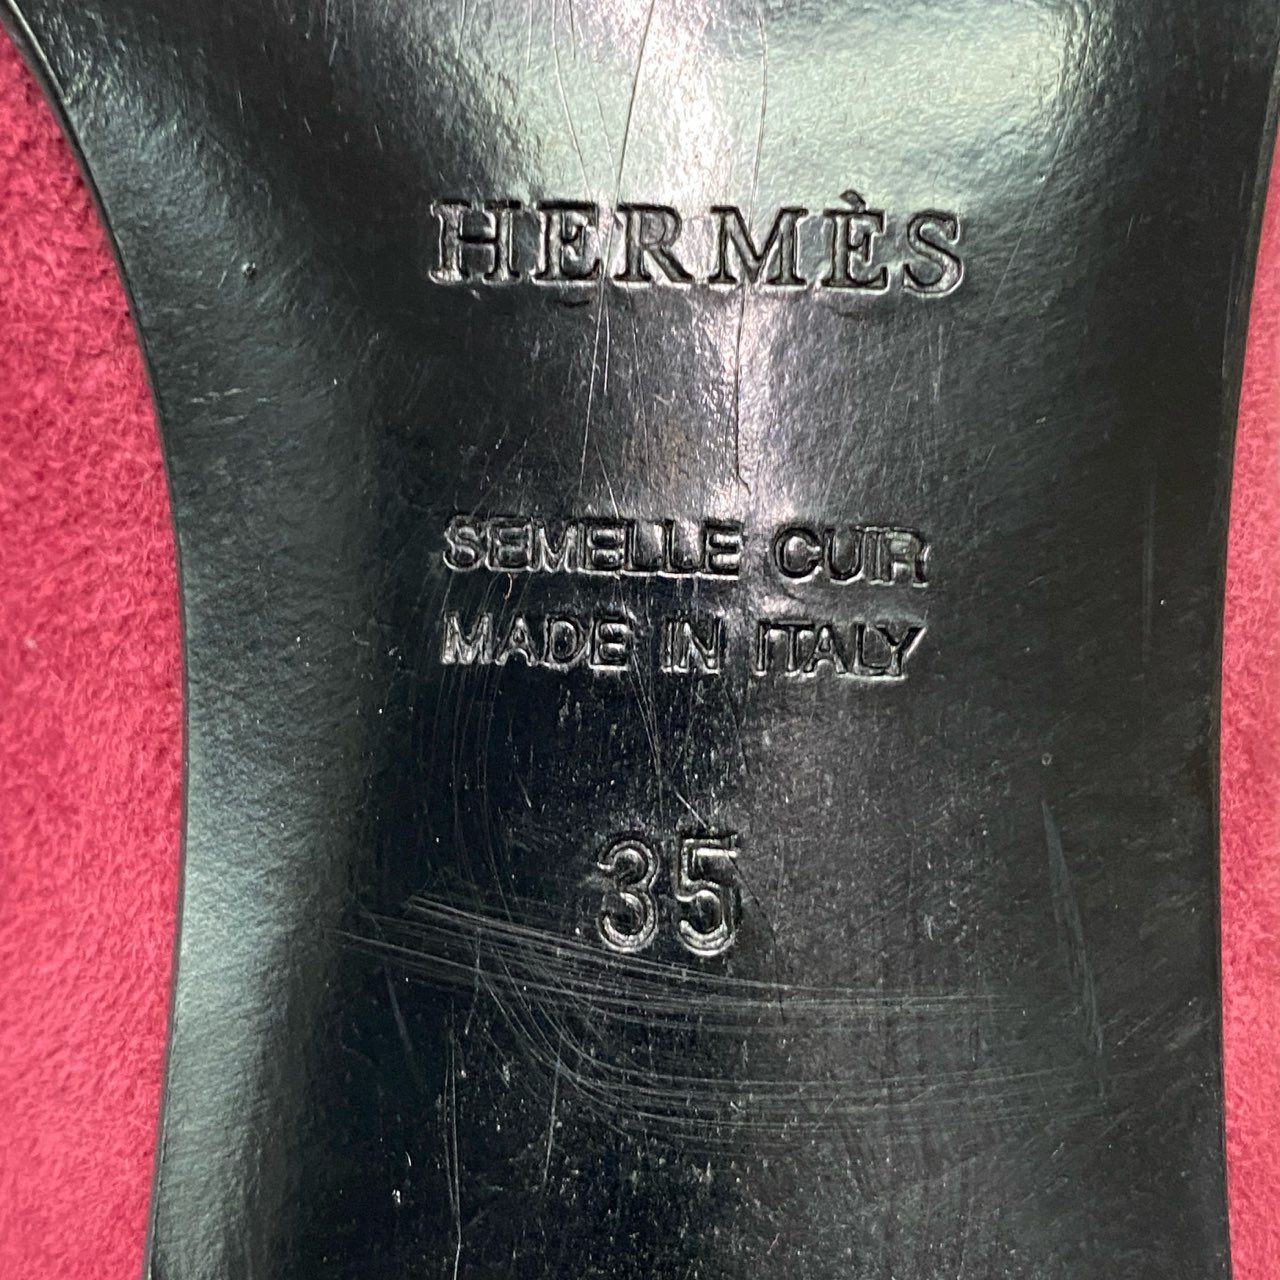 HERMÈS
SEMELLE CUIR
MADE IN ITALY
35